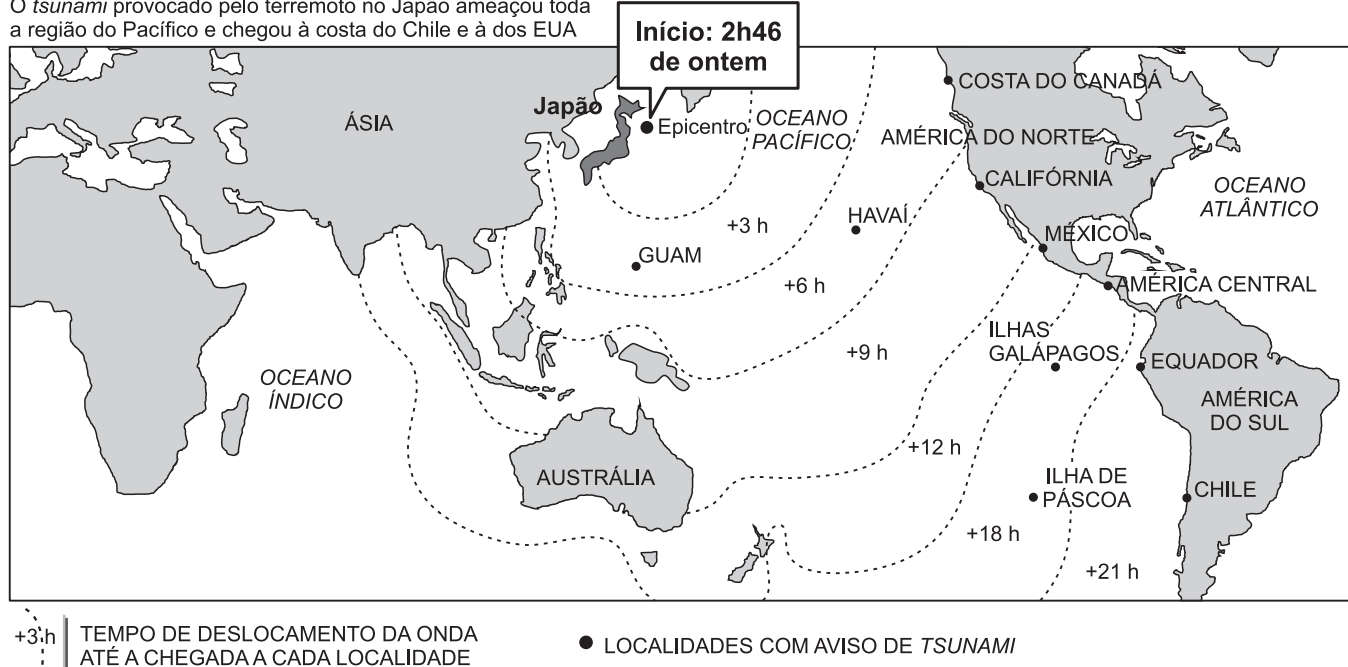 O tsunami provocado pelo terremoto no Japão ameaçou toda
a região do Pacífico e chegou à costa do Chile e à dos EUA
Início: 2h46
de ontem
COSTA DO CANADÁ
Japão
ÁSIA
Epicentro
OCEANO
PACÍFICO
AMÉRICA DO NORTE
CALIFÓRNIA
OCEANO
ATLÂNTICO
HAVAÍ
+3 h
MÉXICO
GUAM
+6 h
AMÉRICA CENTRAL
ILHAS
GALÁPAGOS
+9 h
EQUADOR
OCEANO
ÍNDICO
AMÉRICA
DO SUL
+12 h
AUSTRÁLIA
ILHA DE
PÁSCOA
CHILE
+18 h
+21 h
+3 h
TEMPO DE DESLOCAMENTO DA ONDA
ATÉ A CHEGADA A CADA LOCALIDADE
LOCALIDADES COM AVISO DE TSUNAMI